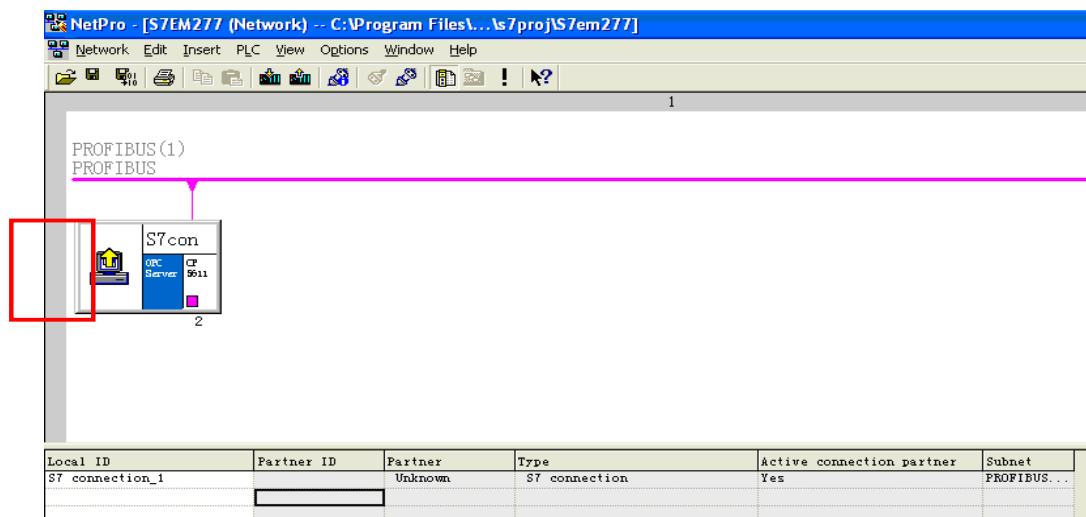 NetPro - [S7EM277 (Network) -- C:\Program Files\...\s7proj\S7em277]
Network Edit Insert PLC View Options Window Help
1
PROFIBUS(1)
PROFIBUS
S7con
OPC Server
CP 5611
2
Local ID Partner ID Partner Type Active connection partner Subnet
S7 connection_1 Unknown S7 connection Yes PROFIBUS...